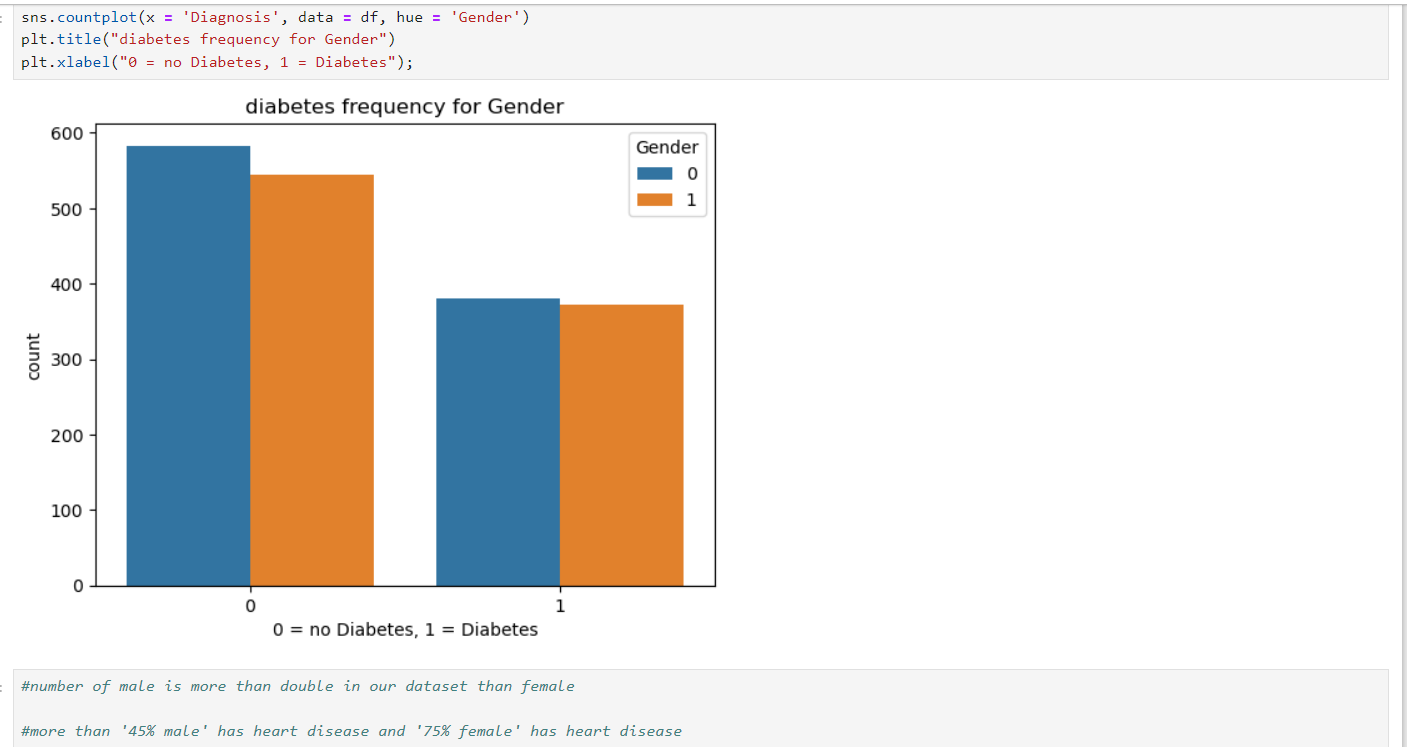 sns.countplot(x = 'Diagnosis', data = df, hue = 'Gender')
plt.title("diabetes frequency for Gender")
plt.xlabel("0 = no Diabetes, 1 = Diabetes");
diabetes frequency for Gender
600
500
400
300
200
100
0
count
Gender
0
1
0 1
0 = no Diabetes, 1 = Diabetes
#number of male is more than double in our dataset than female
#more than '45% male' has heart disease and '75% female' has heart disease